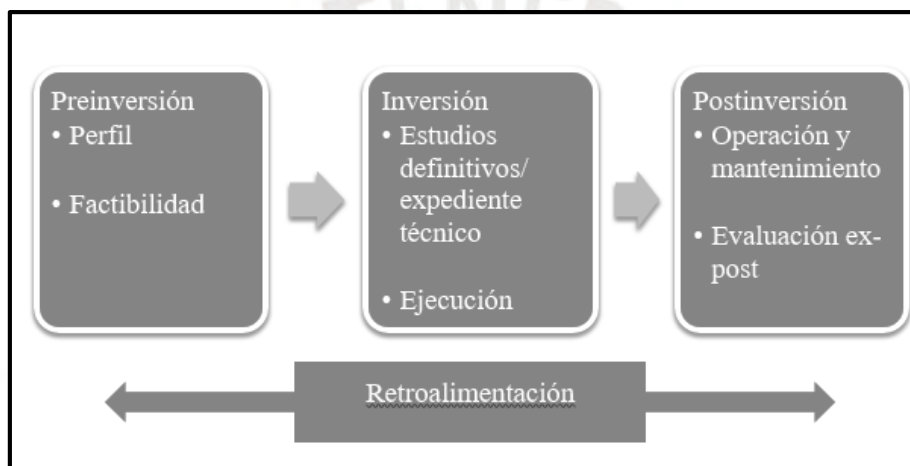 Preinversión
• Perfil
• Factibilidad
Inversión
• Estudios
definitivos/
expediente
técnico
• Ejecución
Postinversión
• Operación y
mantenimiento
• Evaluación ex-
post
Retroalimentación